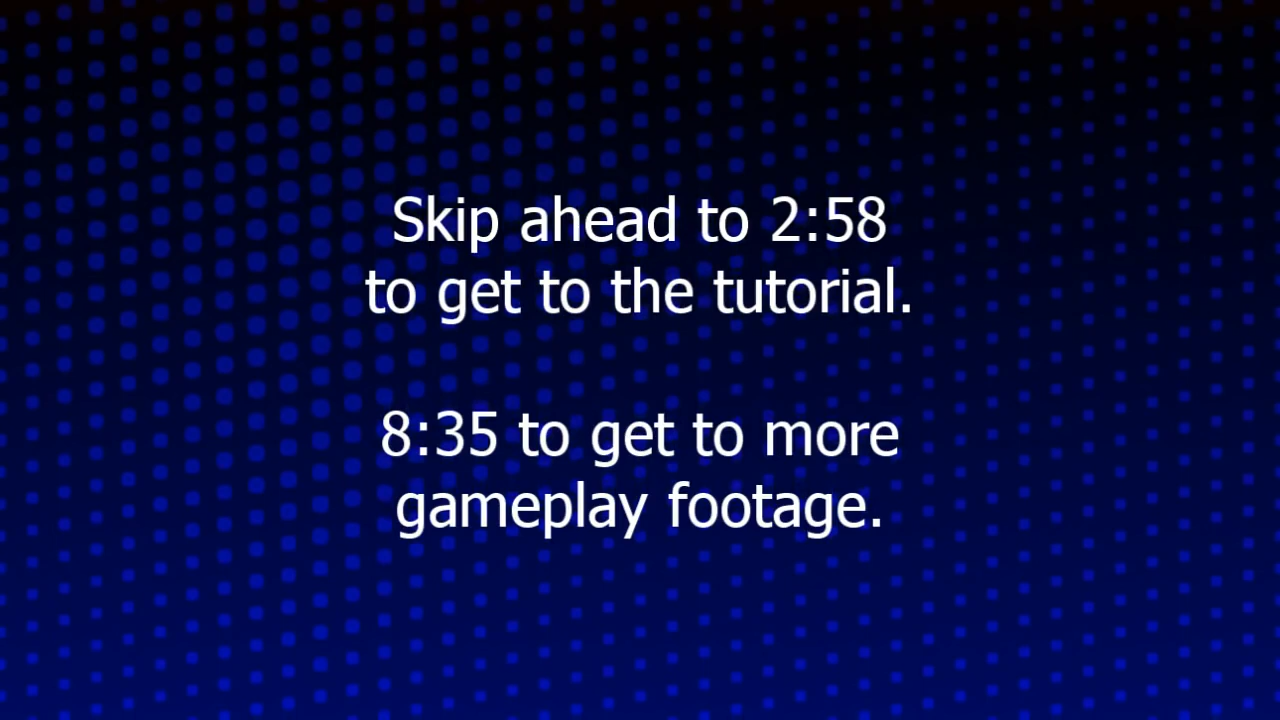 Skip ahead to 2:58
to get to the tutorial.
8:35 to get to more
gameplay footage.